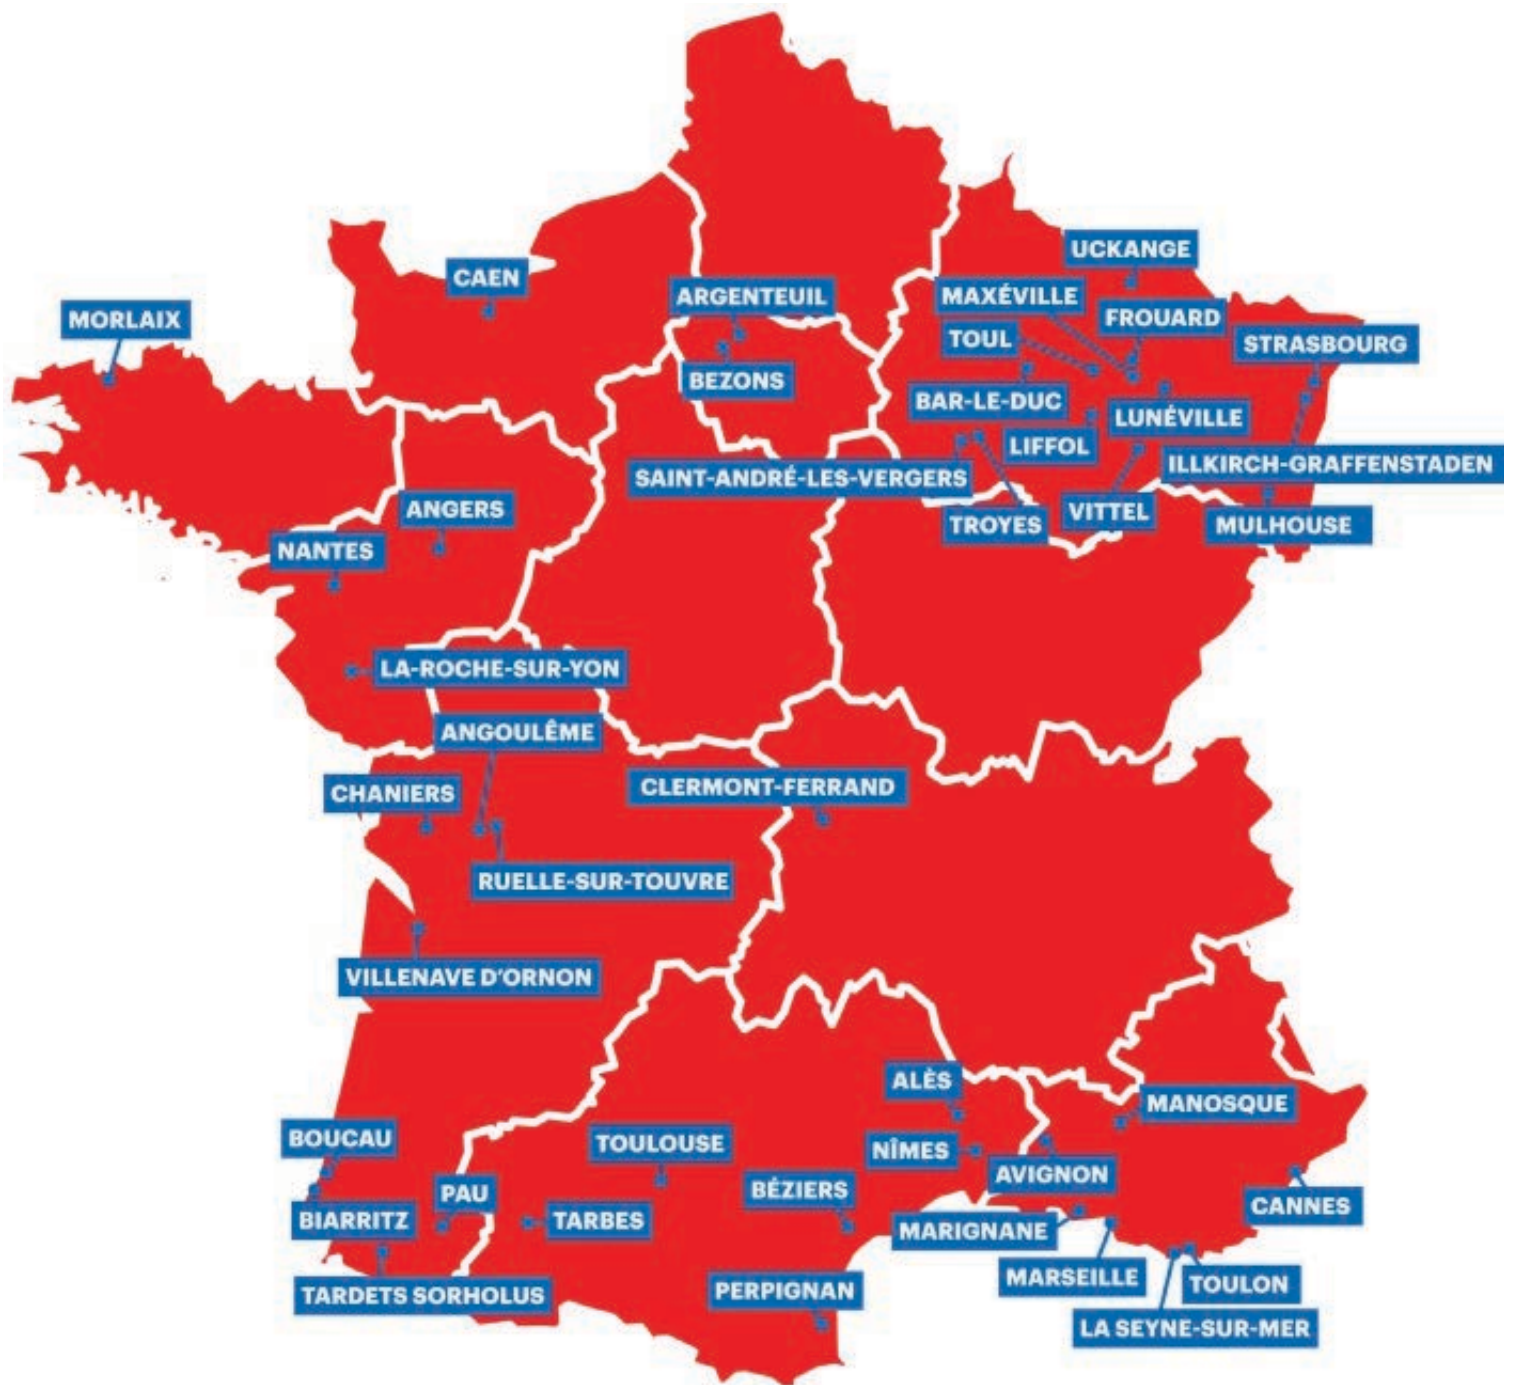 UCKANGE
CAEN
ARGENTEUIL
MAXÉVILLE
MORLAIX
FROUARD
TOUL
STRASBOURG
BEZONS
BAR-LE-DUC
LUNÉVILLE
LIFFOL
ILLKIRCH-GRAFFENSTADEN
SAINT-ANDRÉ-LES-VERGERS
ANGERS
VITTEL
TROYES
MULHOUSE
NANTES
LA-ROCHE-SUR-YON
ANGOULÊME
CLERMONT-FERRAND
CHANIERS
RUELLE-SUR-TOUVRE
VILLENAVE D'ORNON
ALÈS
MANOSQUE
BOUCAU
TOULOUSE
NÎMES
AVIGNON
BÉZIERS
PAU
CANNES
BIARRITZ
TARBES
MARIGNANE
MARSEILLE
TOULON
PERPIGNAN
TARDETS SORHOLUS
LA SEYNE-SUR-MER